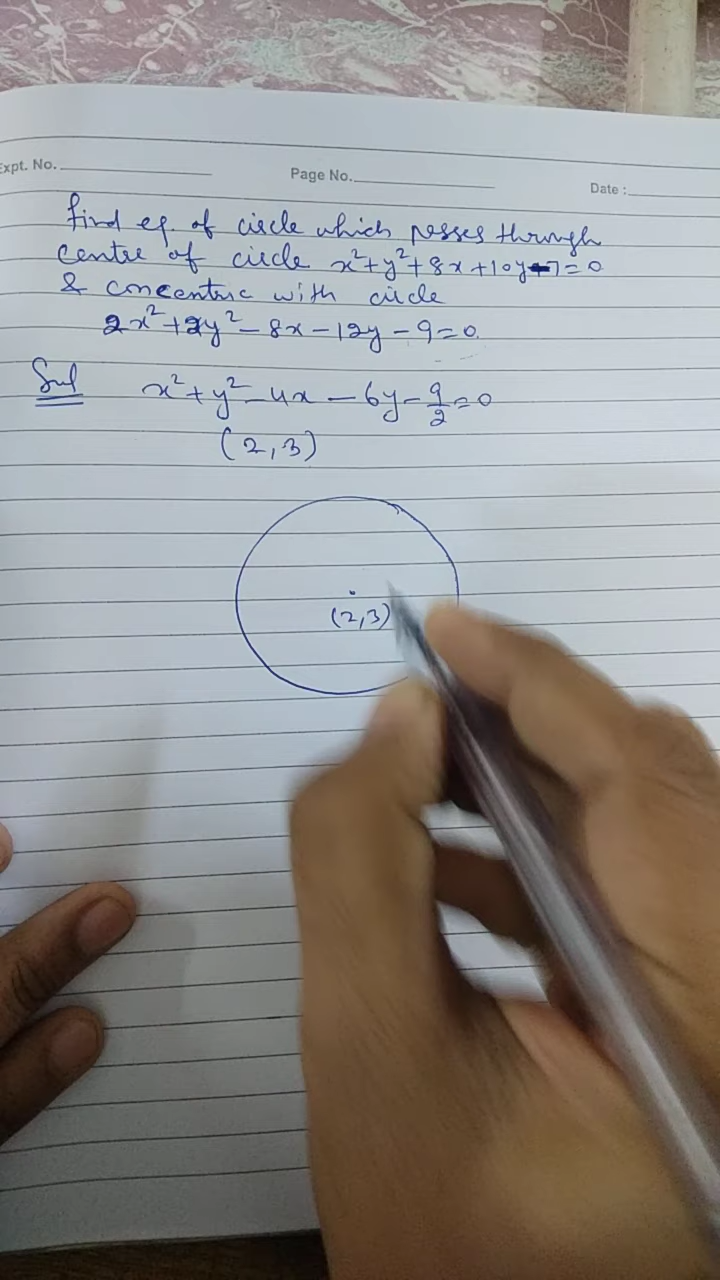 Expt. No.
Page No.
Date :
find eq. of circle which passes through
centre of circle x²+y²+8x+10y-7=0
& concentric with circle
2x²+2y²-8x-12y-9=0
Sol x²+y²-4x-6y-9/2=0
(2,3)
(2,3)